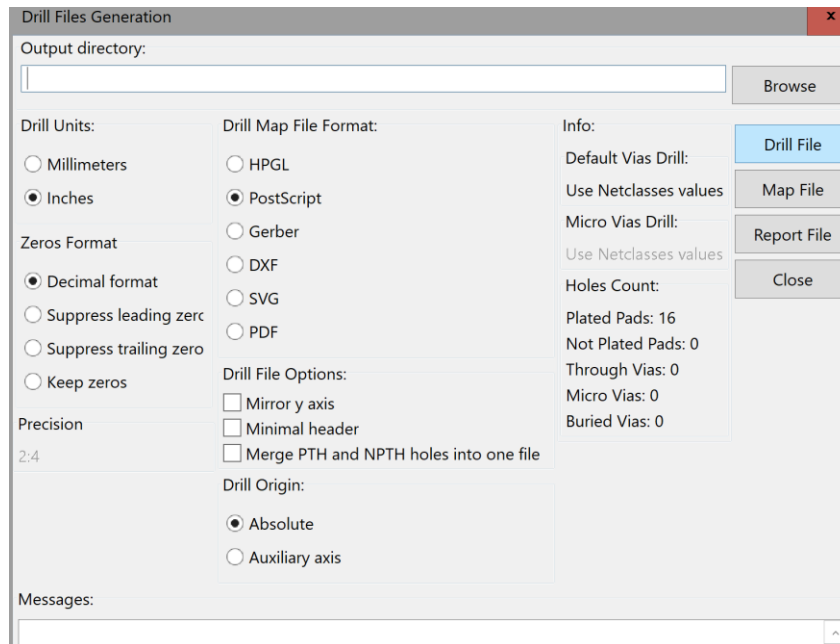 Drill Files Generation
x
Output directory:
Browse
Drill Units:
Millimeters
Inches
Zeros Format
Decimal format
Suppress leading zerc
Suppress trailing zero
Keep zeros
Precision
2:4
Drill Map File Format:
HPGL
PostScript
Gerber
DXF
SVG
PDF
Drill File Options:
Mirror y axis
Minimal header
Merge PTH and NPTH holes into one file
Drill Origin:
Absolute
Auxiliary axis
Info:
Default Vias Drill:
Use Netclasses values
Micro Vias Drill:
Use Netclasses values
Holes Count:
Plated Pads: 16
Not Plated Pads: 0
Through Vias: 0
Micro Vias: 0
Buried Vias: 0
Drill File
Map File
Report File
Close
Messages: